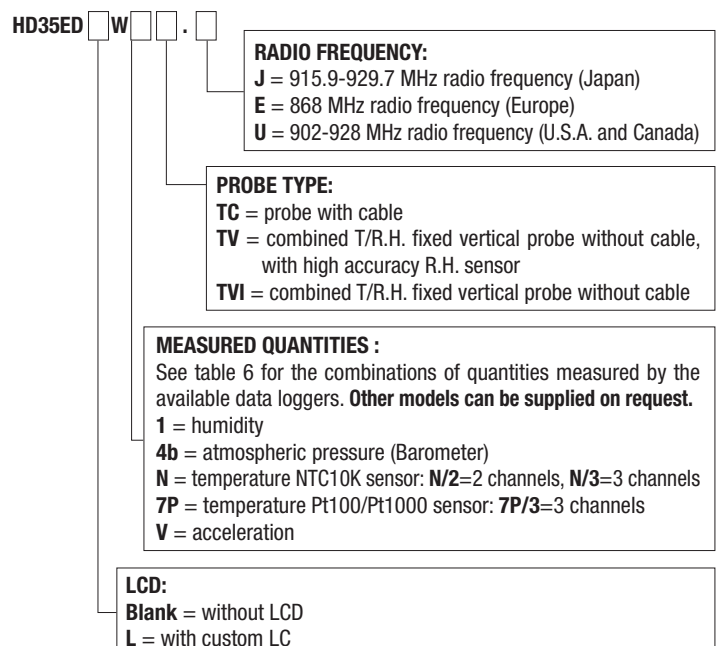 HD35ED W .
RADIO FREQUENCY:
J = 915.9-929.7 MHz radio frequency (Japan)
E = 868 MHz radio frequency (Europe)
U = 902-928 MHz radio frequency (U.S.A. and Canada)
PROBE TYPE:
TC = probe with cable
TV = combined T/R.H. fixed vertical probe without cable,
with high accuracy R.H. sensor
TVI = combined T/R.H. fixed vertical probe without cable
MEASURED QUANTITIES :
See table 6 for the combinations of quantities measured by the
available data loggers. Other models can be supplied on request.
1 = humidity
4b = atmospheric pressure (Barometer)
N = temperature NTC10K sensor: N/2=2 channels, N/3=3 channels
7P = temperature Pt100/Pt1000 sensor: 7P/3=3 channels
V = acceleration
LCD:
Blank = without LCD
L = with custom LC